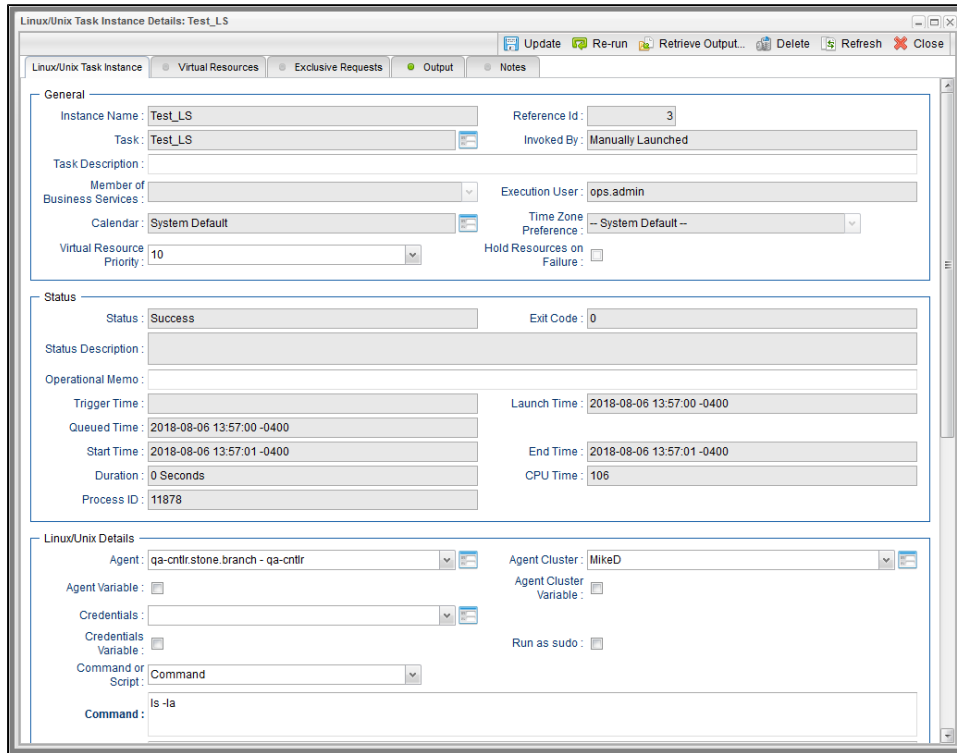 Linux/Unix Task Instance Details: Test_LS
Update Re-run Retrieve Output... Delete Refresh Close
Linux/Unix Task Instance Virtual Resources Exclusive Requests Output Notes
General
Instance Name : Test_LS Reference Id : 3
Task : Test_LS Invoked By : Manually Launched
Task Description :
Member of Business Services : Execution User : ops.admin
Calendar : System Default Time Zone Preference : -- System Default --
Virtual Resource Priority : 10 Hold Resources on Failure :
Status
Status : Success Exit Code : 0
Status Description :
Operational Memo :
Trigger Time : Launch Time : 2018-08-06 13:57:00 -0400
Queued Time : 2018-08-06 13:57:00 -0400
Start Time : 2018-08-06 13:57:01 -0400 End Time : 2018-08-06 13:57:01 -0400
Duration : 0 Seconds CPU Time : 106
Process ID : 11878
Linux/Unix Details
Agent : qa-cntlr.stone.branch - qa-cntlr Agent Cluster : MikeD
Agent Variable : Agent Cluster Variable :
Credentials :
Credentials Variable : Run as sudo :
Command or Script : Command
Command : ls -la